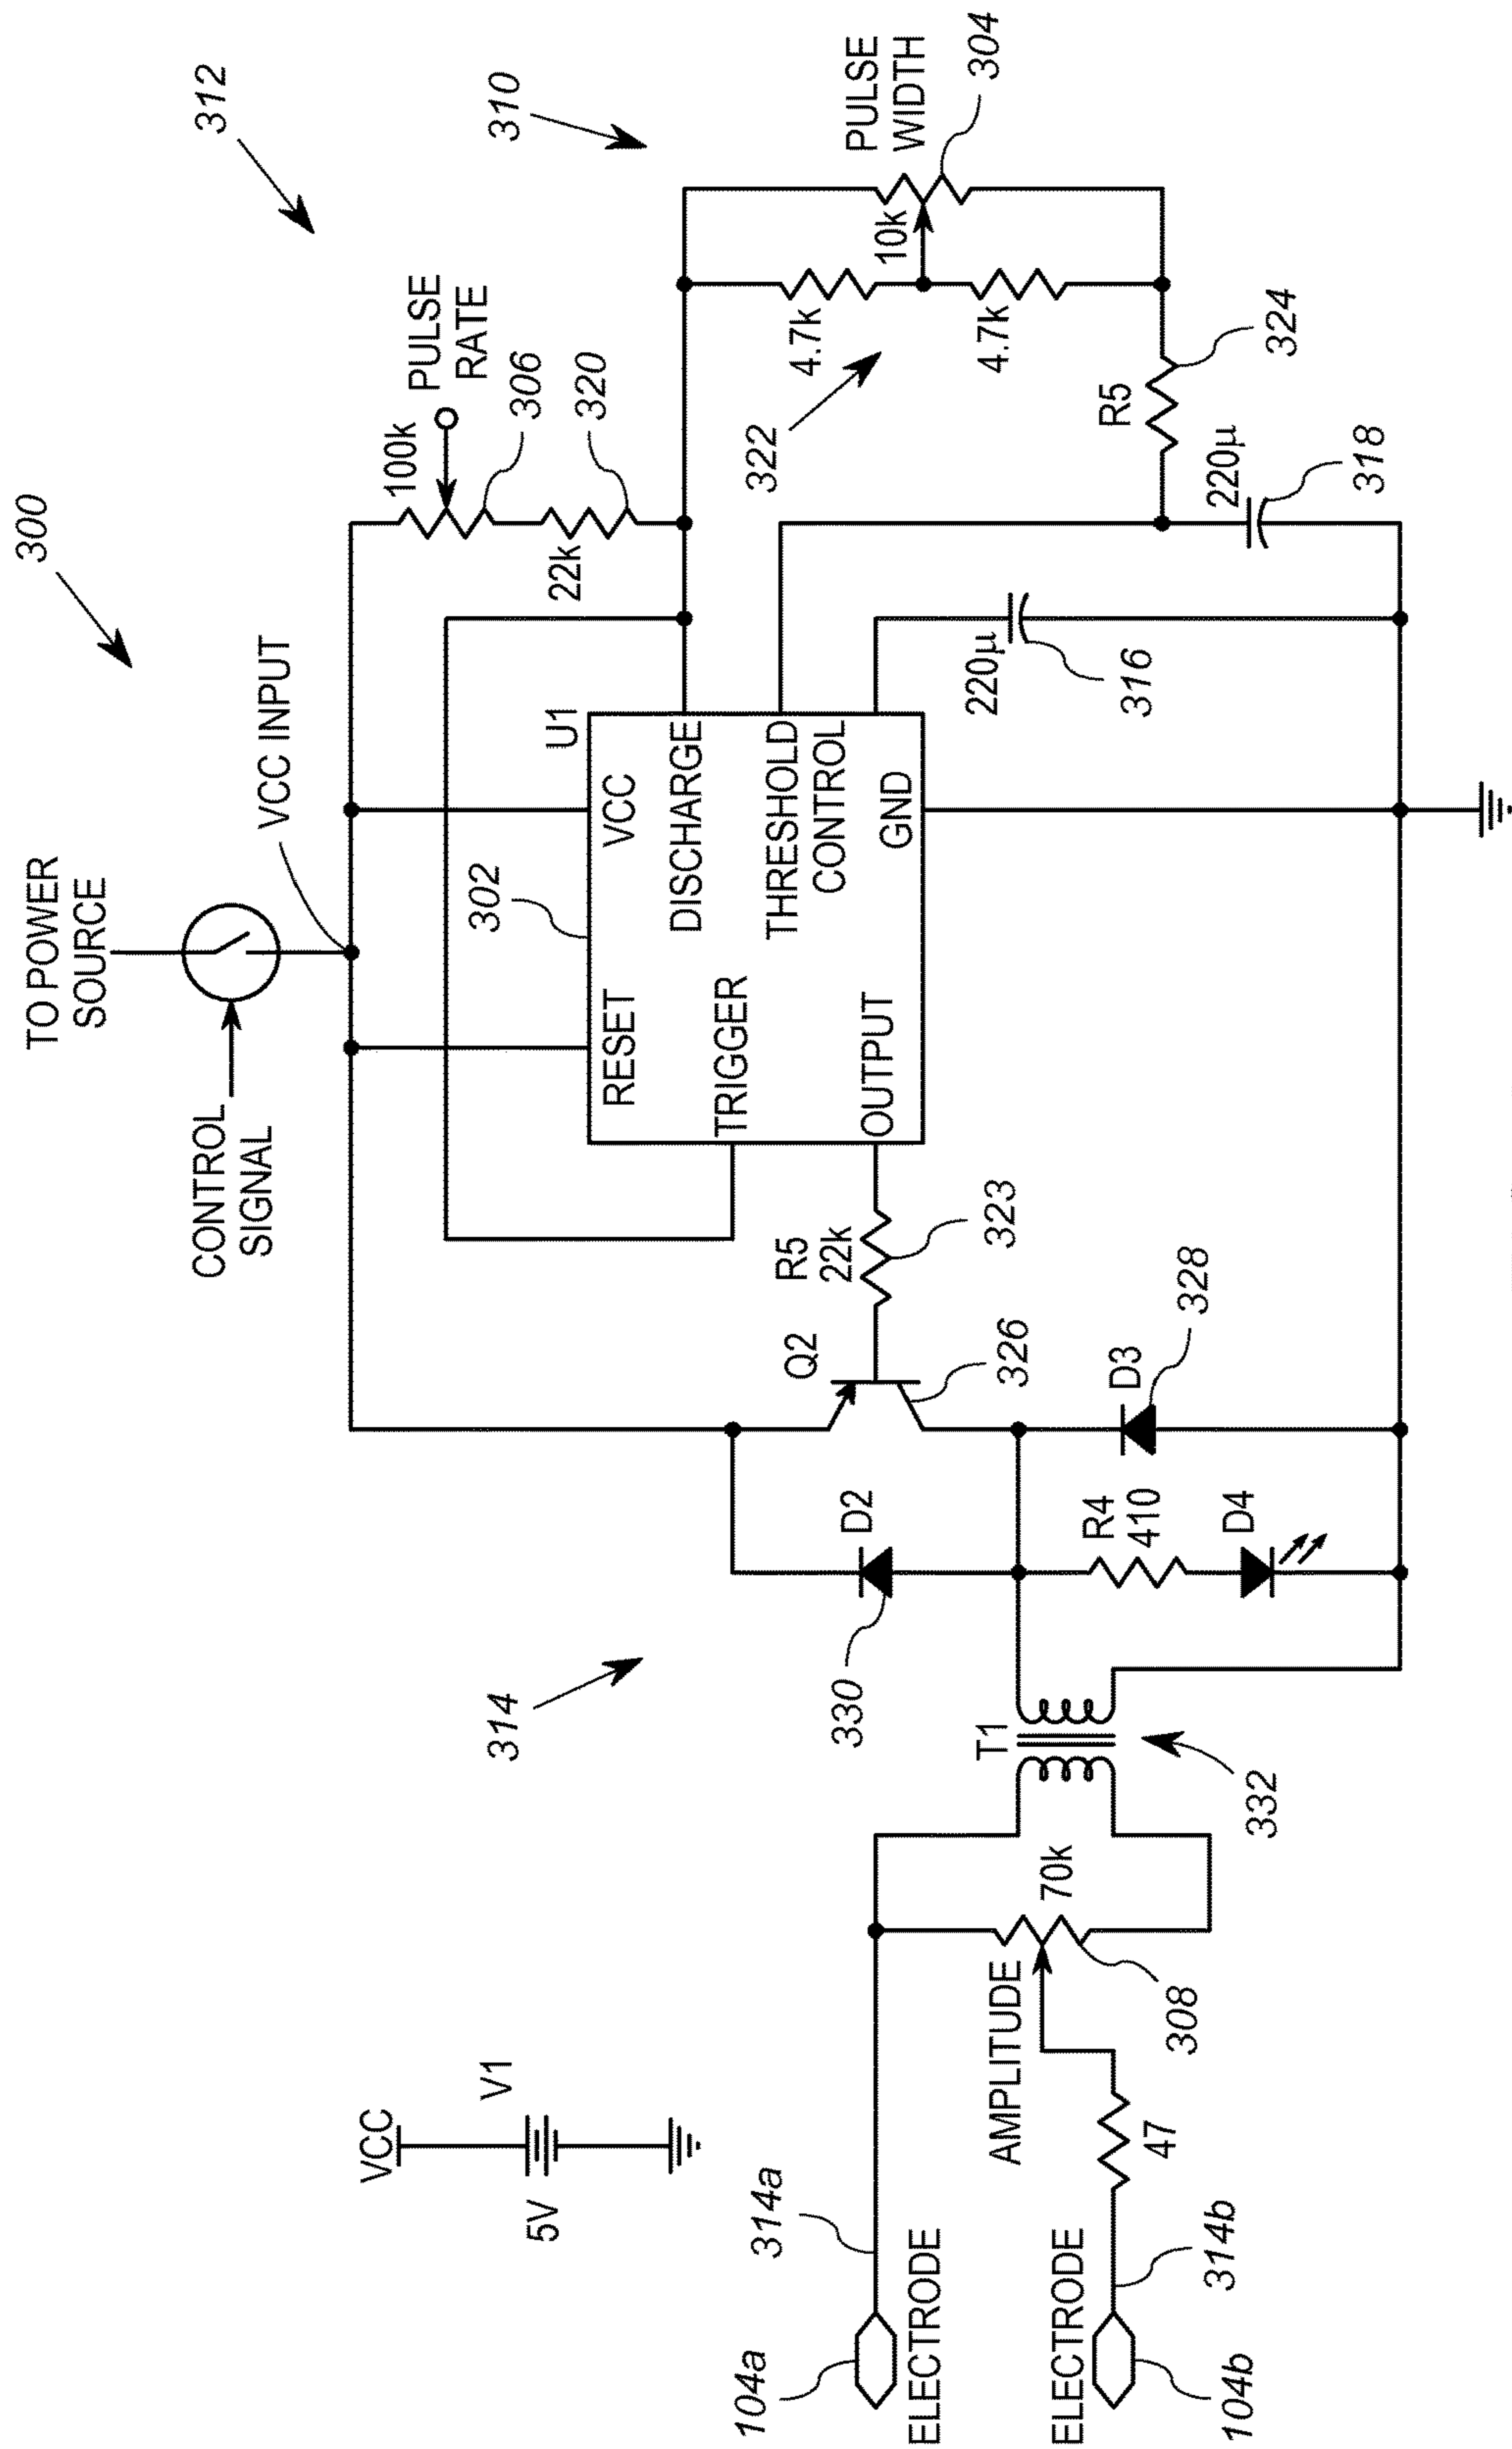 300
312
310
TO POWER
SOURCE
CONTROL
SIGNAL
VCC INPUT
100k
PULSE
RATE
306
320
22k
PULSE
WIDTH
304
10k
4.7k
4.7k
322
R5
324
220µ
318
220µ
316
U1
302
RESET
VCC
DISCHARGE
TRIGGER
THRESHOLD
CONTROL
OUTPUT
GND
R5
22k
323
Q2
326
D3
328
D2
330
R4
410
D4
314
T1
332
70k
AMPLITUDE
308
47
VCC
V1
5V
314a
104a
ELECTRODE
314b
104b
ELECTRODE